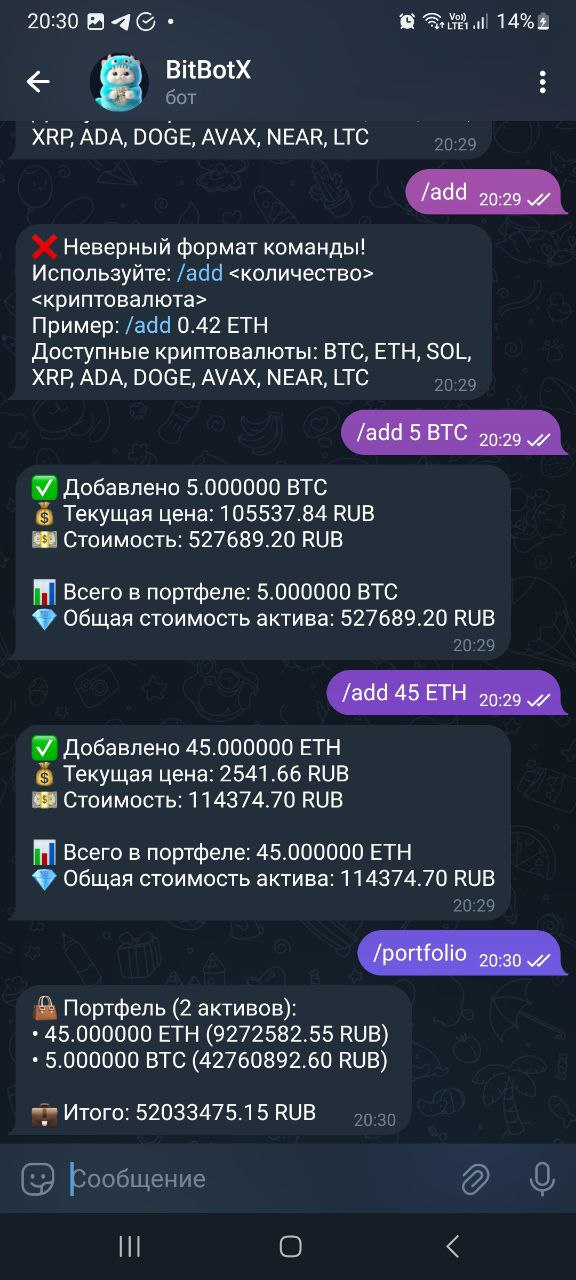 20:30
Vo)) LTE1 14%
BitBotX
бот
XRP, ADA, DOGE, AVAX, NEAR, LTC
20:29
/add 20:29
❌ Неверный формат команды!
Используйте: /add <количество>
<криптовалюта>
Пример: /add 0.42 ETH
Доступные криптовалюты: BTC, ETH, SOL,
XRP, ADA, DOGE, AVAX, NEAR, LTC
20:29
/add 5 BTC 20:29
✅ Добавлено 5.000000 BTC
💰 Текущая цена: 105537.84 RUB
💵 Стоимость: 527689.20 RUB
📊 Всего в портфеле: 5.000000 BTC
💎 Общая стоимость актива: 527689.20 RUB
20:29
/add 45 ETH 20:29
✅ Добавлено 45.000000 ETH
💰 Текущая цена: 2541.66 RUB
💵 Стоимость: 114374.70 RUB
📊 Всего в портфеле: 45.000000 ETH
💎 Общая стоимость актива: 114374.70 RUB
20:29
/portfolio 20:30
👜 Портфель (2 активов):
• 45.000000 ETH (9272582.55 RUB)
• 5.000000 BTC (42760892.60 RUB)
💼 Итого: 52033475.15 RUB
20:30
Сообщение